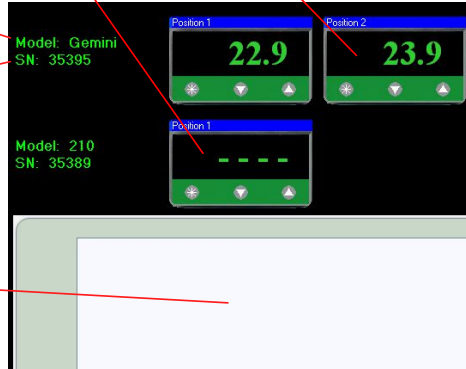 Position 1
Position 2
Model: Gemini
SN: 35395
22.9
23.9
Position 1
Model: 210
SN: 35389
- - - -